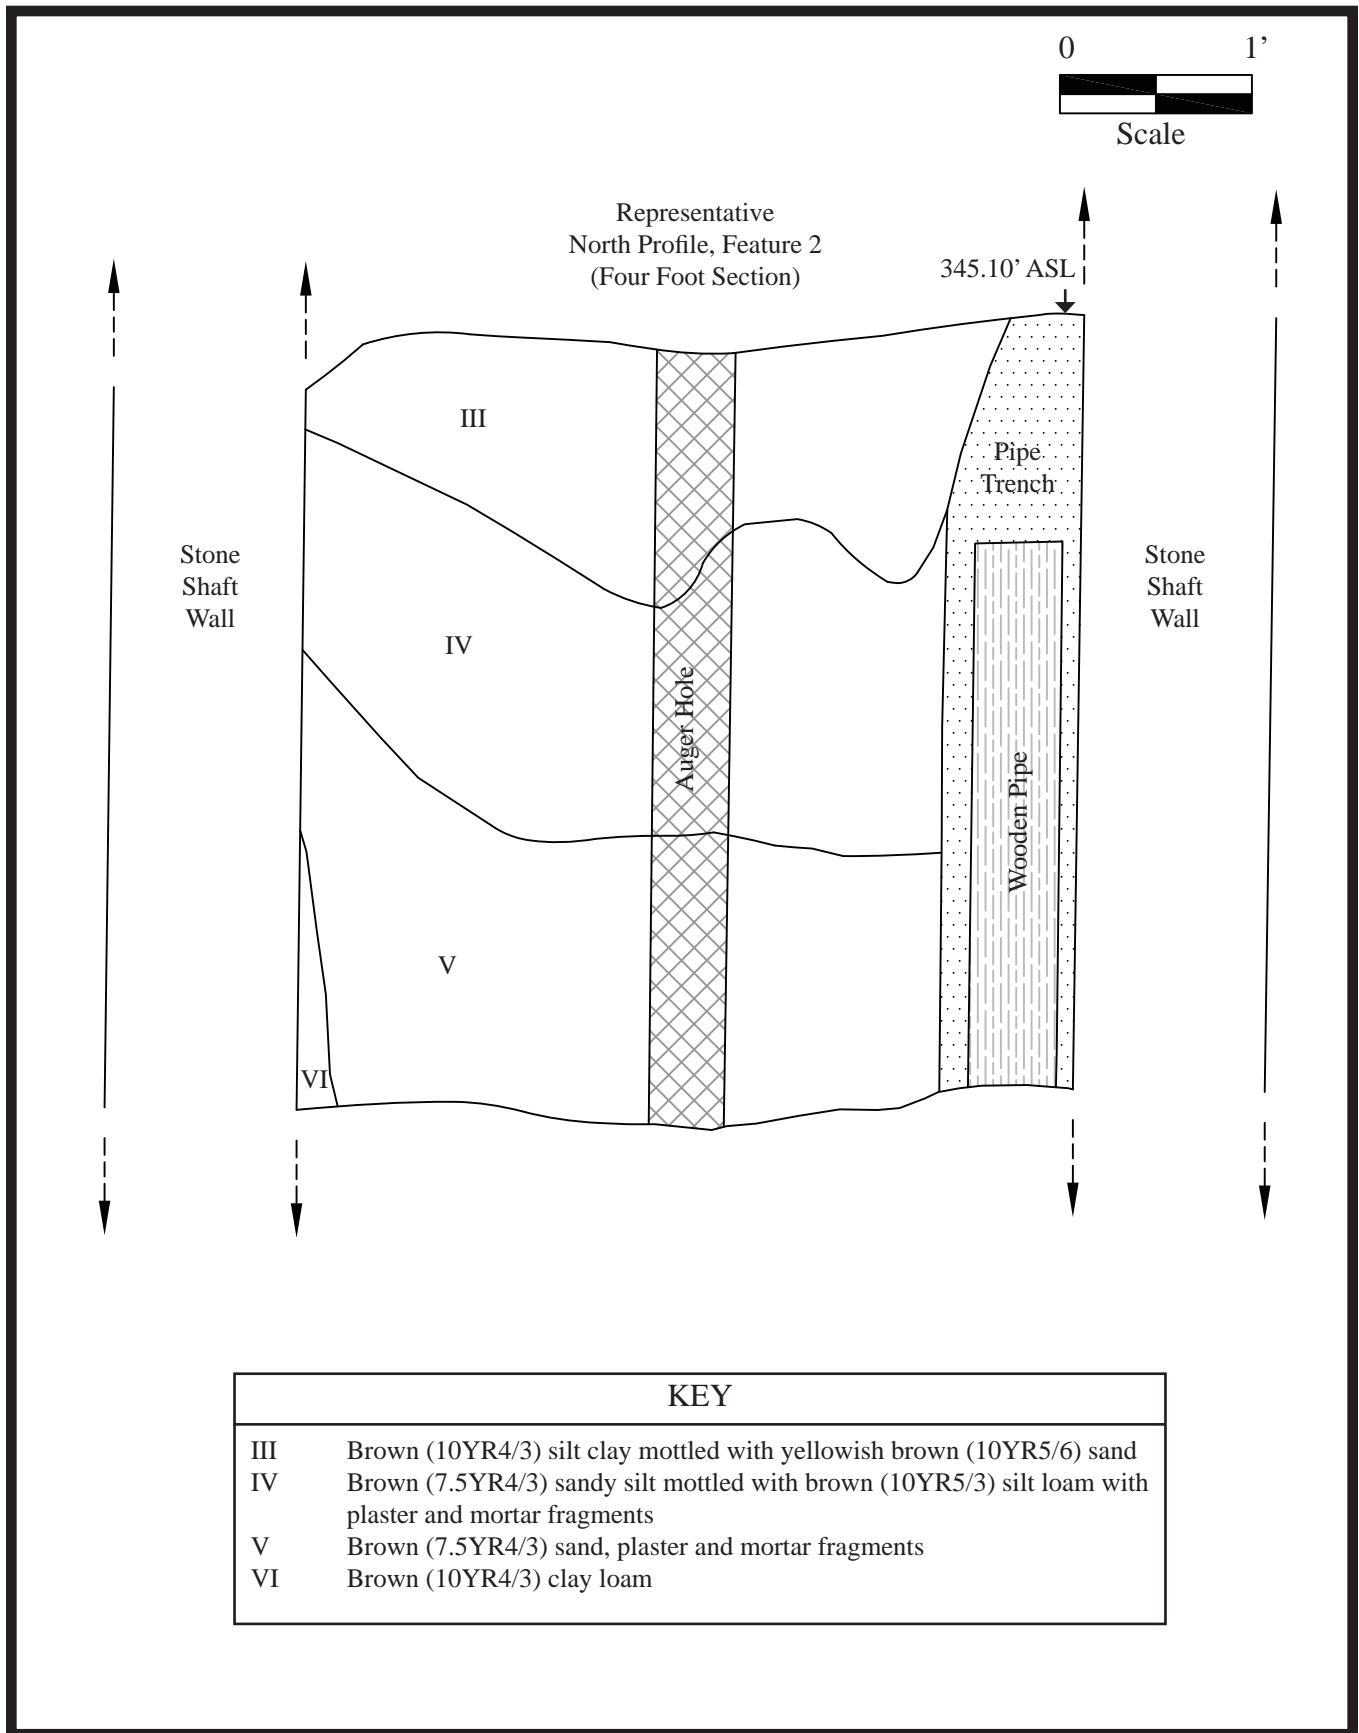 0 1’
Scale
Representative
North Profile, Feature 2
(Four Foot Section)
345.10’ ASL
III
Pipe
Trench
Stone
Shaft
Wall
Stone
Shaft
Wall
IV
Auger Hole
Wooden Pipe
V
VI
KEY
III Brown (10YR4/3) silt clay mottled with yellowish brown (10YR5/6) sand
IV Brown (7.5YR4/3) sandy silt mottled with brown (10YR5/3) silt loam with
plaster and mortar fragments
V Brown (7.5YR4/3) sand, plaster and mortar fragments
VI Brown (10YR4/3) clay loam